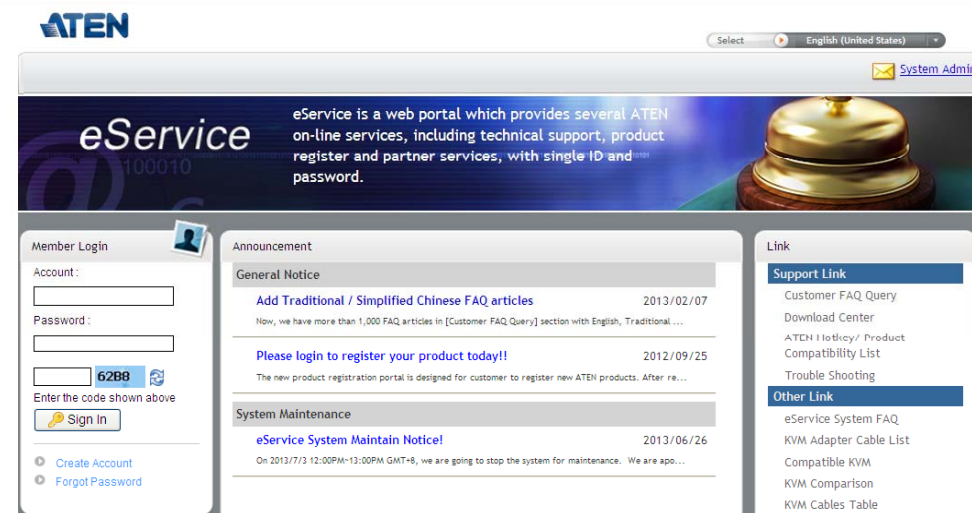 ATEN
Select
English (United States)
System Admi
eService
100010
eService is a web portal which provides several ATEN
on-line services, including technical support, product
register and partner services, with single ID and
password.
Member Login
Account :
Password :
62B8
Enter the code shown above
Sign In
Create Account
Forgot Password
Announcement
General Notice
Add Traditional / Simplified Chinese FAQ articles 2013/02/07
Now, we have more than 1,000 FAQ articles in [Customer FAQ Query] section with English, Traditional ...
Please login to register your product today!! 2012/09/25
The new product registration portal is designed for customer to register new ATEN products. After re...
System Maintenance
eService System Maintain Notice! 2013/06/26
On 2013/7/3 12:00PM~13:00PM GMT+8, we are going to stop the system for maintenance. We are apo...
Link
Support Link
Customer FAQ Query
Download Center
ATEN Hotkey/ Product
Compatibility List
Trouble Shooting
Other Link
eService System FAQ
KVM Adapter Cable List
Compatible KVM
KVM Comparison
KVM Cables Table